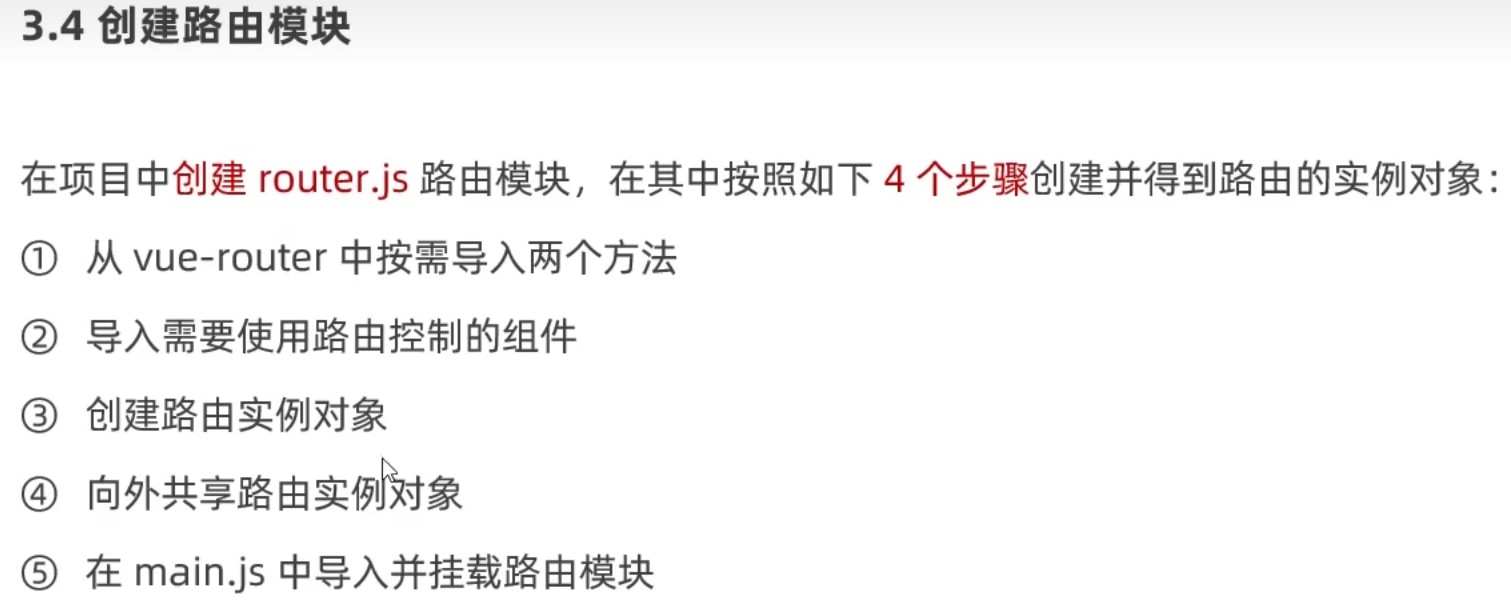 3.4 创建路由模块
在项目中创建 router.js 路由模块，在其中按照如下 4 个步骤创建并得到路由的实例对象：
① 从 vue-router 中按需导入两个方法
② 导入需要使用路由控制的组件
③ 创建路由实例对象
④ 向外共享路由实例对象
⑤ 在 main.js 中导入并挂载路由模块